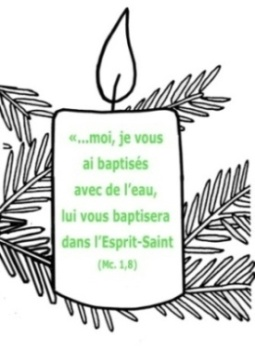 «...moi, je vous
ai baptisés
avec de l'eau,
lui vous baptisera
dans l'Esprit-Saint
(Mc. 1,8)